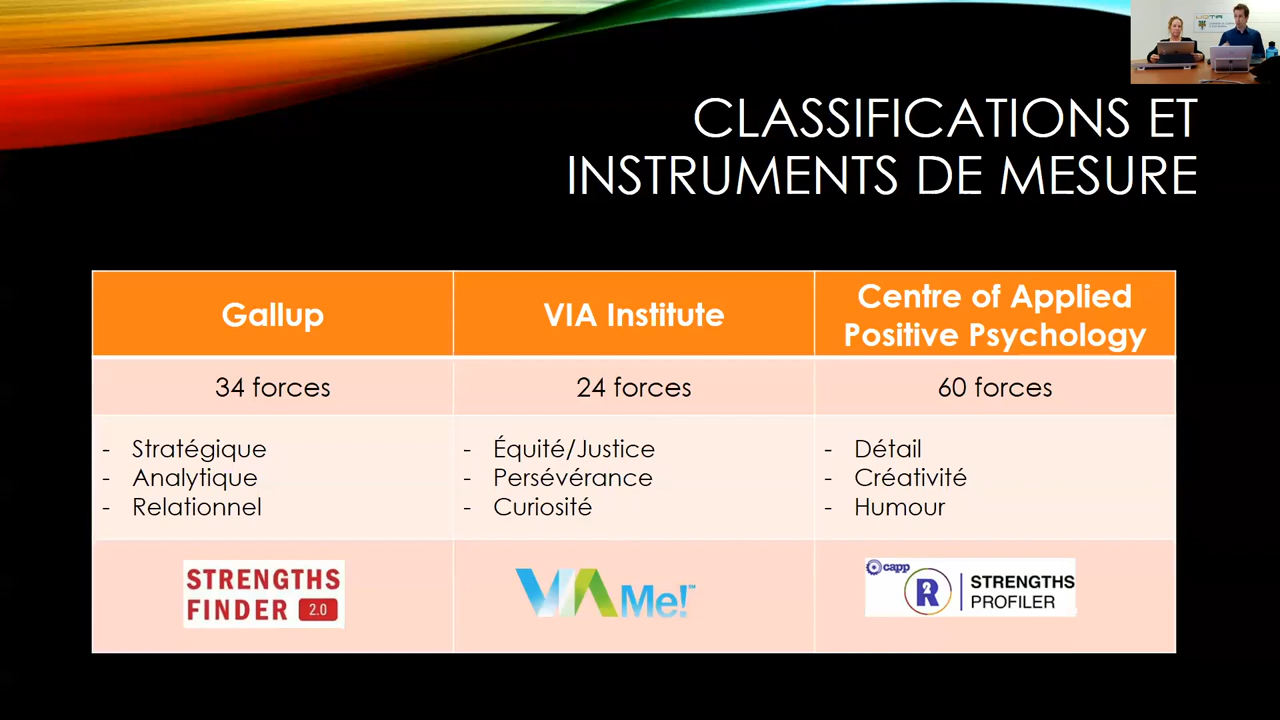 CLASSIFICATIONS ET
INSTRUMENTS DE MESURE
Gallup
VIA Institute
Centre of Applied
Positive Psychology
34 forces
24 forces
60 forces
- Stratégique
- Analytique
- Relationnel
- Équité/Justice
- Persévérance
- Curiosité
- Détail
- Créativité
- Humour
STRENGTHS
FINDER 2.0
VIA Me!™
capp
R2 STRENGTHS
PROFILER